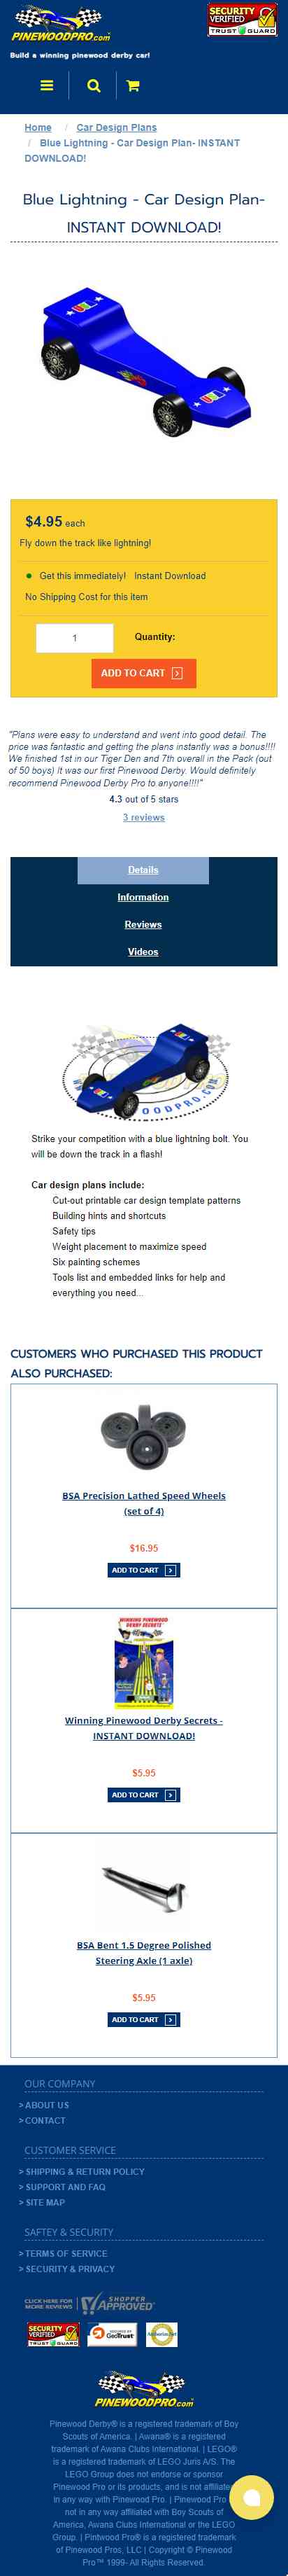 PINEWOODPRO.com
SECURITY
VERIFIED
TRUST GUARD
Build a winning pinewood derby car!
Home / Car Design Plans
/ Blue Lightning - Car Design Plan- INSTANT
DOWNLOAD!
Blue Lightning - Car Design Plan-
INSTANT DOWNLOAD!
$4.95 each
Fly down the track like lightning!
Get this immediately! Instant Download
No Shipping Cost for this item
1 Quantity:
ADD TO CART
"Plans were easy to understand and went into good detail. The
price was fantastic and getting the plans instantly was a bonus!!!!
We finished 1st in our Tiger Den and 7th overall in the Pack (out
of 50 boys) It was our first Pinewood Derby. Would definitely
recommend Pinewood Derby Pro to anyone!!!!"
4.3 out of 5 stars
3 reviews
Details
Information
Reviews
Videos
Strike your competition with a blue lightning bolt. You
will be down the track in a flash!
Car design plans include:
Cut-out printable car design template patterns
Building hints and shortcuts
Safety tips
Weight placement to maximize speed
Six painting schemes
Tools list and embedded links for help and
everything you need...
CUSTOMERS WHO PURCHASED THIS PRODUCT
ALSO PURCHASED:
BSA Precision Lathed Speed Wheels
(set of 4)
$16.95
ADD TO CART
WINNING PINEWOOD
DERBY SECRETS
Winning Pinewood Derby Secrets -
INSTANT DOWNLOAD!
$5.95
ADD TO CART
BSA Bent 1.5 Degree Polished
Steering Axle (1 axle)
$5.95
ADD TO CART
OUR COMPANY
> ABOUT US
> CONTACT
CUSTOMER SERVICE
> SHIPPING & RETURN POLICY
> SUPPORT AND FAQ
> SITE MAP
SAFTEY & SECURITY
> TERMS OF SERVICE
> SECURITY & PRIVACY
CLICK HERE FOR
MORE REVIEWS
SHOPPER
APPROVED
SECURITY
VERIFIED
TRUST GUARD
GeoTrust
Authorize.Net
PINEWOODPRO.com
Pinewood Derby® is a registered trademark of Boy
Scouts of America. | Awana® is a registered
trademark of Awana Clubs International. | LEGO®
is a registered trademark of LEGO Juris A/S. The
LEGO Group does not endorse or sponsor
Pinewood Pro or its products, and is not affiliate
in any way with Pinewood Pro. | Pinewood Pro
not in any way affiliated with Boy Scouts of
America, Awana Clubs International or the LEGO
Group. | Pintwood Pro® is a registered trademark
of Pinewood Pros, LLC | Copyright © Pinewood
Pro™ 1999- All Rights Reserved.